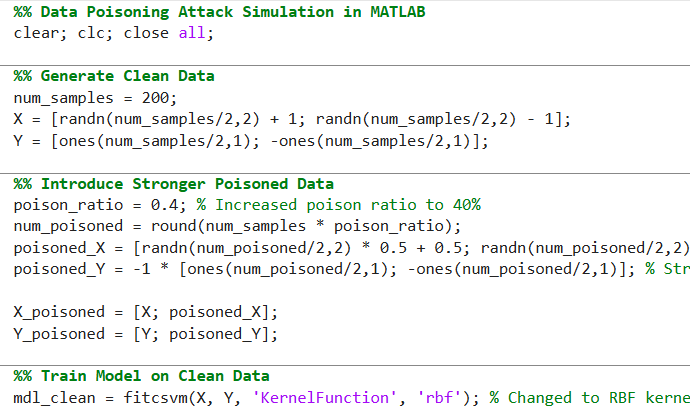 %% Data Poisoning Attack Simulation in MATLAB
clear; clc; close all;
%% Generate Clean Data
num_samples = 200;
X = [randn(num_samples/2,2) + 1; randn(num_samples/2,2) - 1];
Y = [ones(num_samples/2,1); -ones(num_samples/2,1)];
%% Introduce Stronger Poisoned Data
poison_ratio = 0.4; % Increased poison ratio to 40%
num_poisoned = round(num_samples * poison_ratio);
poisoned_X = [randn(num_poisoned/2,2) * 0.5 + 0.5; randn(num_poisoned/2,2)
poisoned_Y = -1 * [ones(num_poisoned/2,1); -ones(num_poisoned/2,1)]; % Str
X_poisoned = [X; poisoned_X];
Y_poisoned = [Y; poisoned_Y];
%% Train Model on Clean Data
mdl_clean = fitcsvm(X, Y, 'KernelFunction', 'rbf'); % Changed to RBF kerne